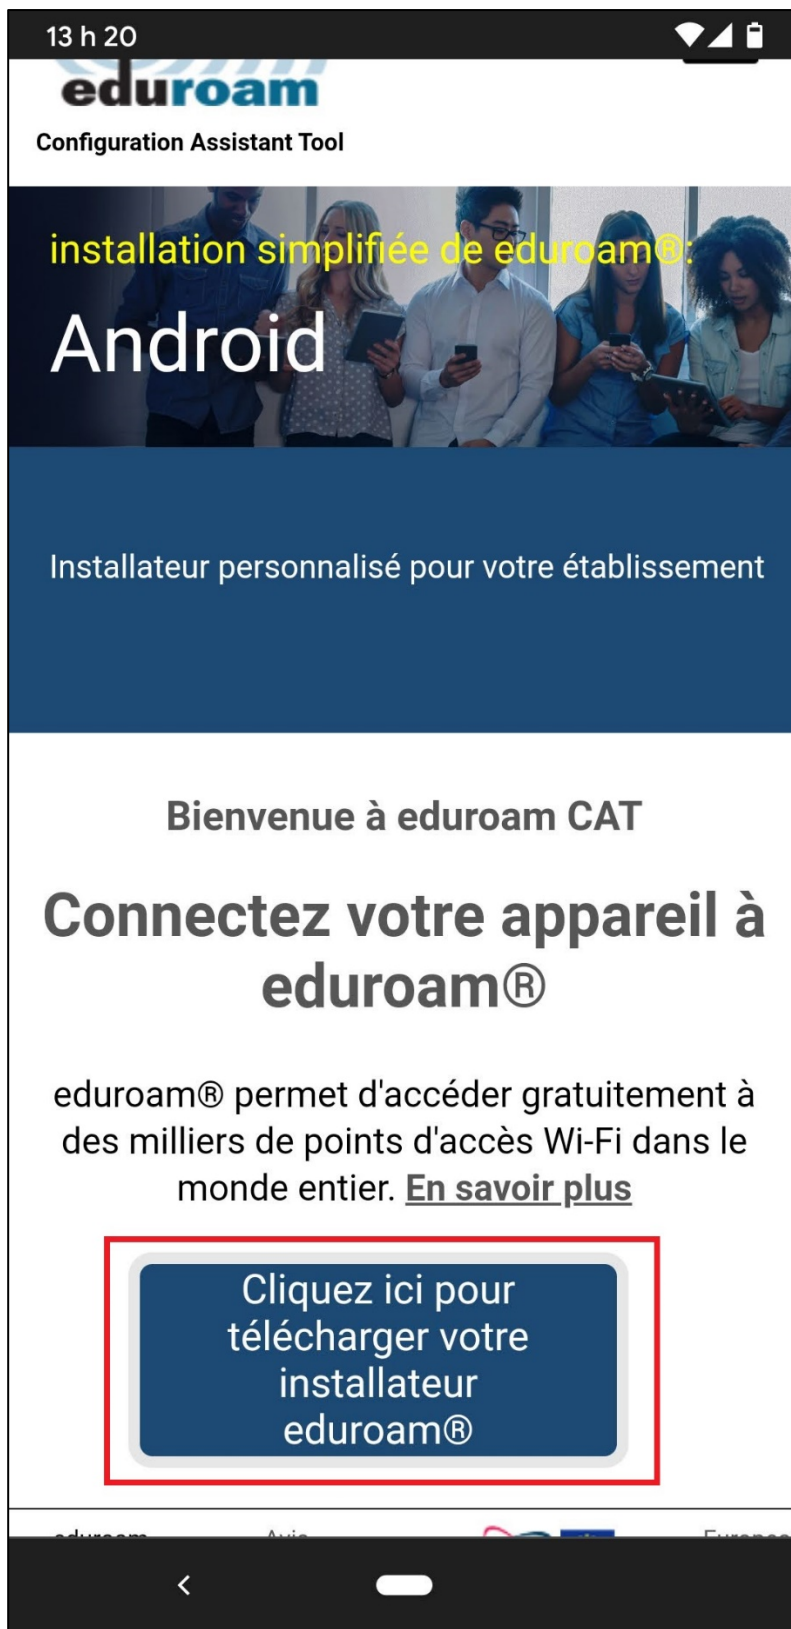 13 h 20
eduroam
Configuration Assistant Tool
installation simplifiée de eduroam®:
Android
Installateur personnalisé pour votre établissement
Bienvenue à eduroam CAT
Connectez votre appareil à
eduroam®
eduroam® permet d'accéder gratuitement à
des milliers de points d'accès Wi-Fi dans le
monde entier. En savoir plus
Cliquez ici pour
télécharger votre
installateur
eduroam®